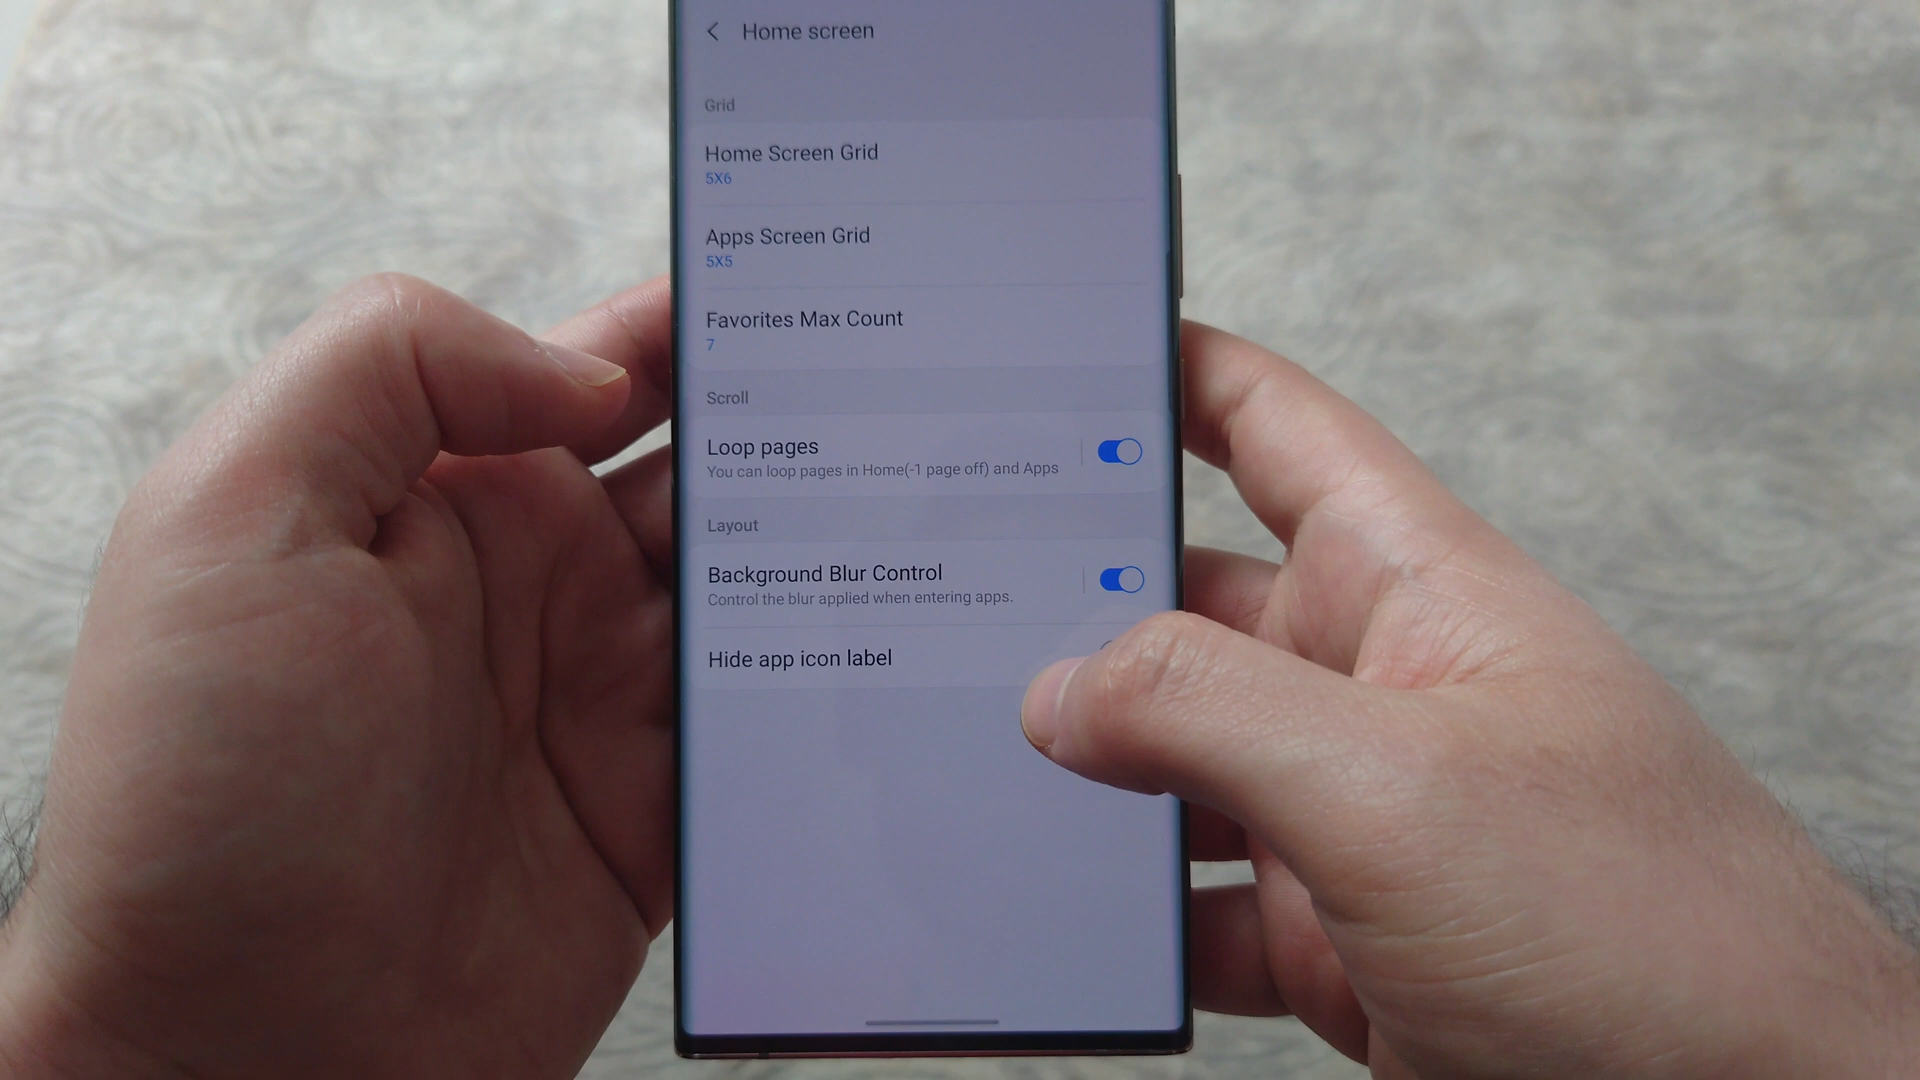 Home screen
Grid
Home Screen Grid
5X6
Apps Screen Grid
5X5
Favorites Max Count
7
Scroll
Loop pages
You can loop pages in Home(-1 page off) and Apps
Layout
Background Blur Control
Control the blur applied when entering apps.
Hide app icon label